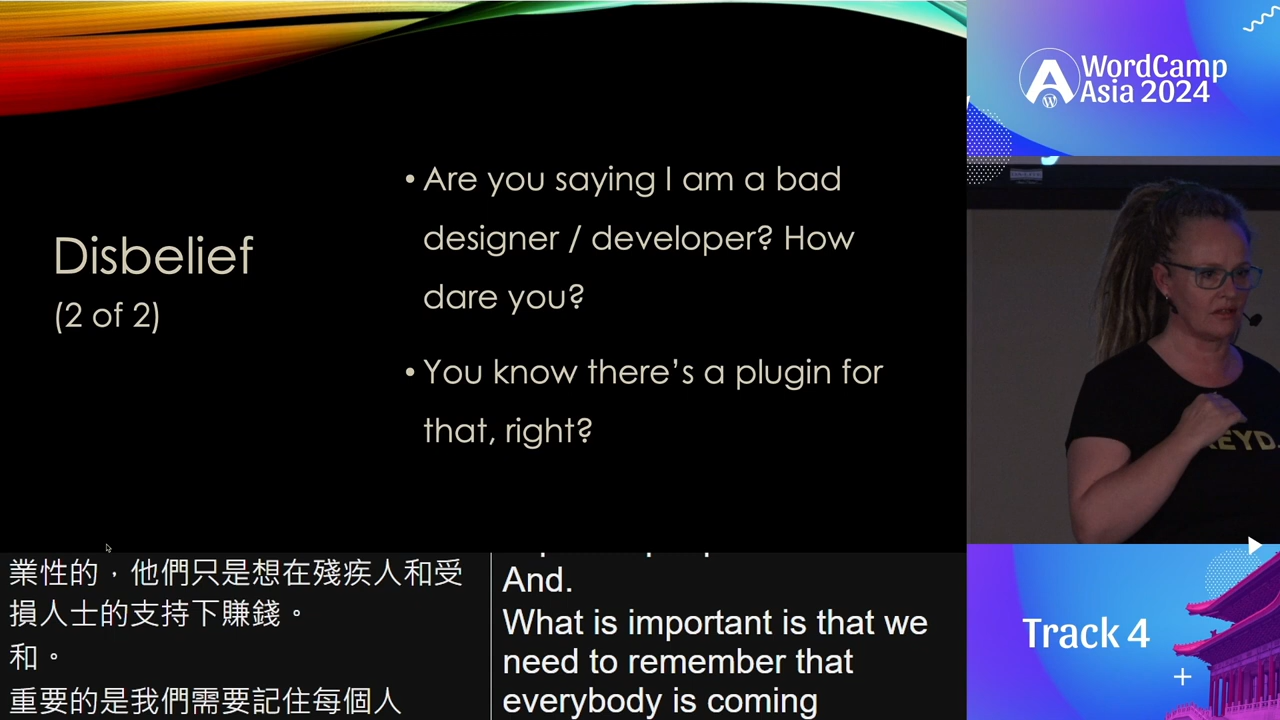 Disbelief
(2 of 2)
• Are you saying I am a bad
designer / developer? How
dare you?
• You know there's a plugin for
that, right?
業性的，他們只是想在殘疾人和受
損人士的支持下賺錢。
和。
重要的是我們需要記住每個人
And.
What is important is that we
need to remember that
everybody is coming
WordCamp
Asia 2024
Track 4